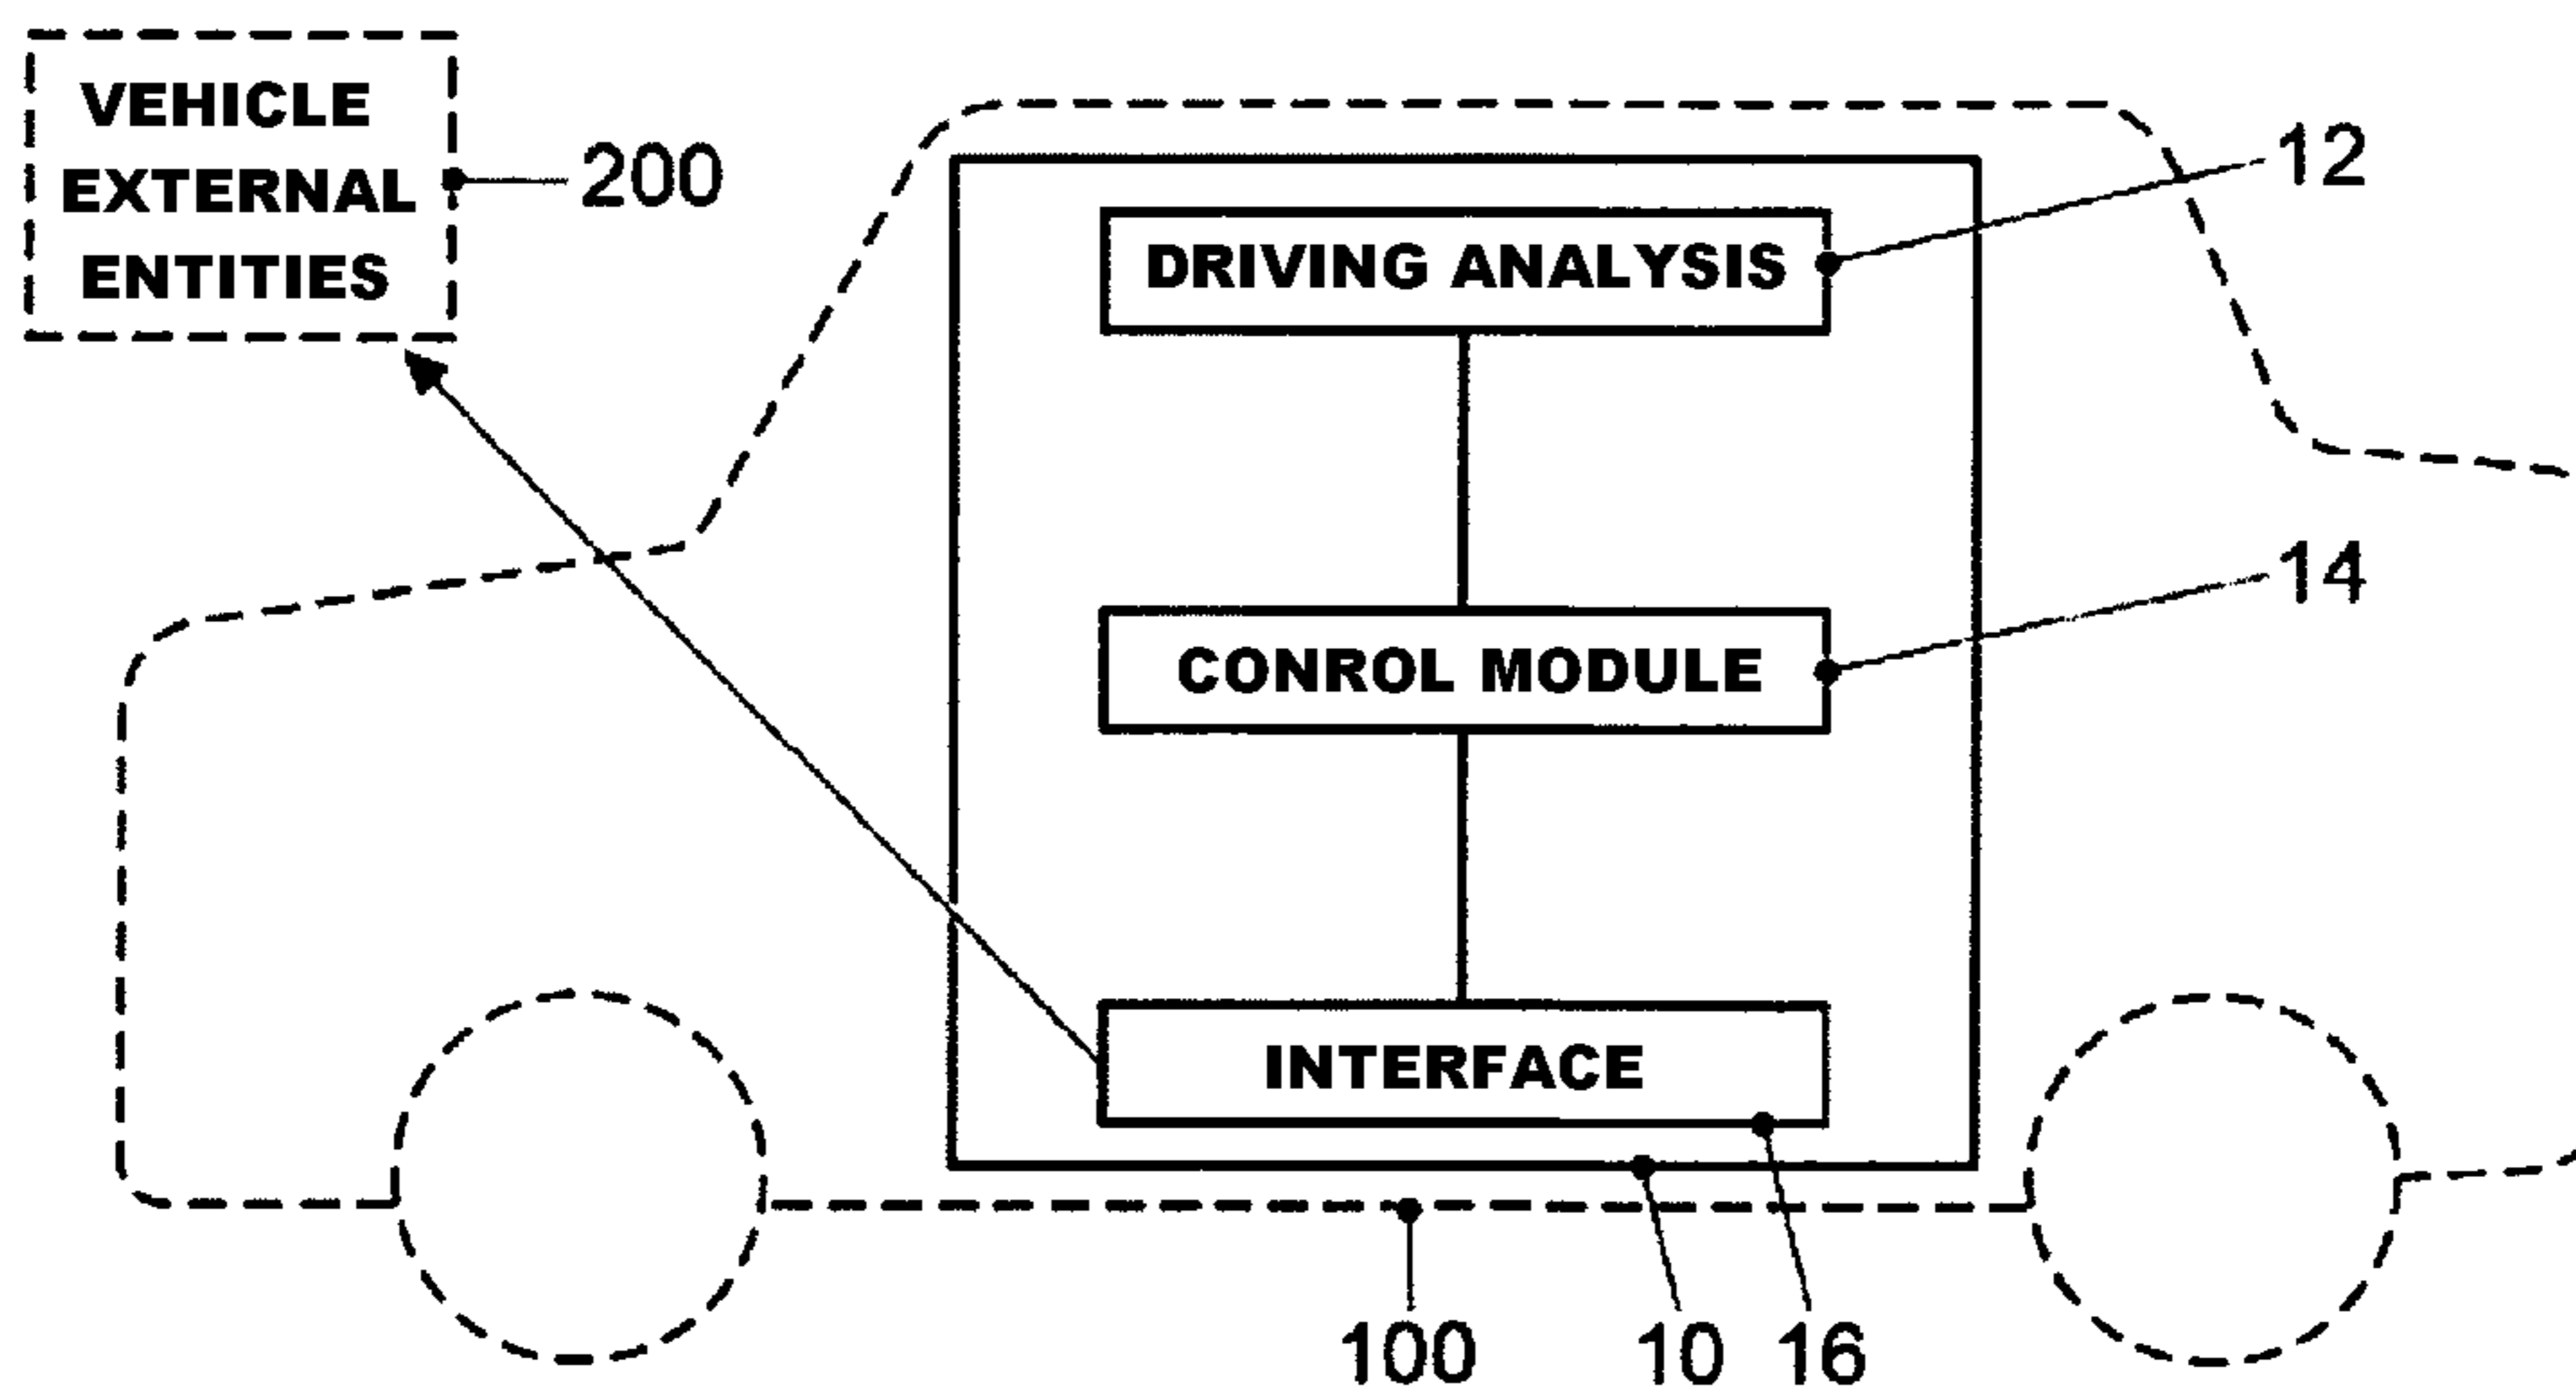 VEHICLE
EXTERNAL
ENTITIES
200
12
DRIVING ANALYSIS
14
CONROL MODULE
INTERFACE
100
10
16